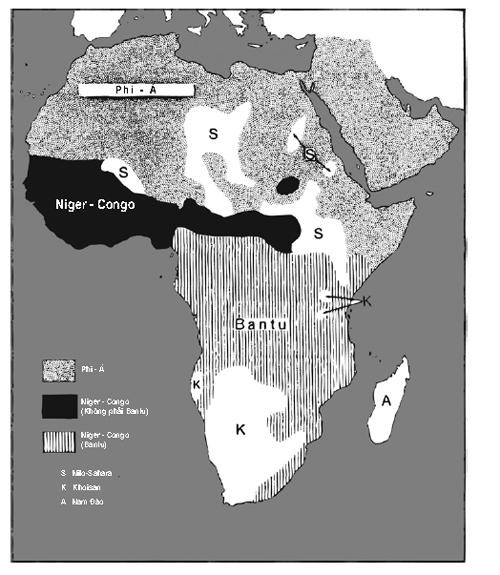 Phi - Á
S
S
S
Niger - Congo
S
K
Bantu
K
K
A
Phi - Á
Niger - Congo
(Không phải Bantu)
Niger - Congo
(Bantu)
S Nilo-Sahara
K Khoisan
A Nam Đảo